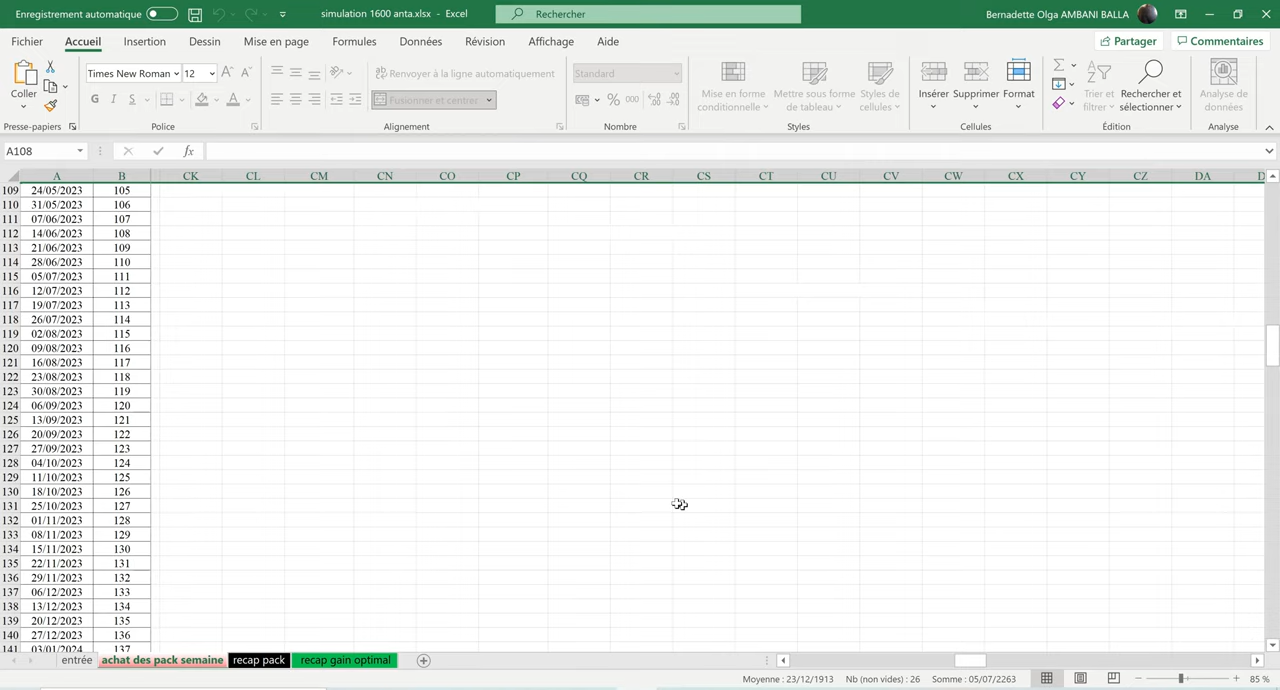 Enregistrement automatique simulation 1600 anta.xlsx - Excel Rechercher Bernadette Olga AMBANI BALLA
Fichier Accueil Insertion Dessin Mise en page Formules Données Révision Affichage Aide Partager Commentaires
Coller Times New Roman 12 Renvoyer à la ligne automatiquement Standard Mise en forme conditionnelle Mettre sous forme de tableau Styles de cellules Insérer Supprimer Format Trier et filtrer Rechercher et sélectionner Analyse de données
G I S Fusionner et centrer % 000
Presse-papiers Police Alignement Nombre Styles Cellules Édition Analyse
A108 fx
A B CK CL CM CN CO CP CQ CR CS CT CU CV CW CX CY CZ DA
109 24/05/2023 105
110 31/05/2023 106
111 07/06/2023 107
112 14/06/2023 108
113 21/06/2023 109
114 28/06/2023 110
115 05/07/2023 111
116 12/07/2023 112
117 19/07/2023 113
118 26/07/2023 114
119 02/08/2023 115
120 09/08/2023 116
121 16/08/2023 117
122 23/08/2023 118
123 30/08/2023 119
124 06/09/2023 120
125 13/09/2023 121
126 20/09/2023 122
127 27/09/2023 123
128 04/10/2023 124
129 11/10/2023 125
130 18/10/2023 126
131 25/10/2023 127
132 01/11/2023 128
133 08/11/2023 129
134 15/11/2023 130
135 22/11/2023 131
136 29/11/2023 132
137 06/12/2023 133
138 13/12/2023 134
139 20/12/2023 135
140 27/12/2023 136
141 03/01/2024 137
entrée achat des pack semaine recap pack recap gain optimal
Moyenne : 23/12/1913 Nb (non vides) : 26 Somme : 05/07/2263 85 %